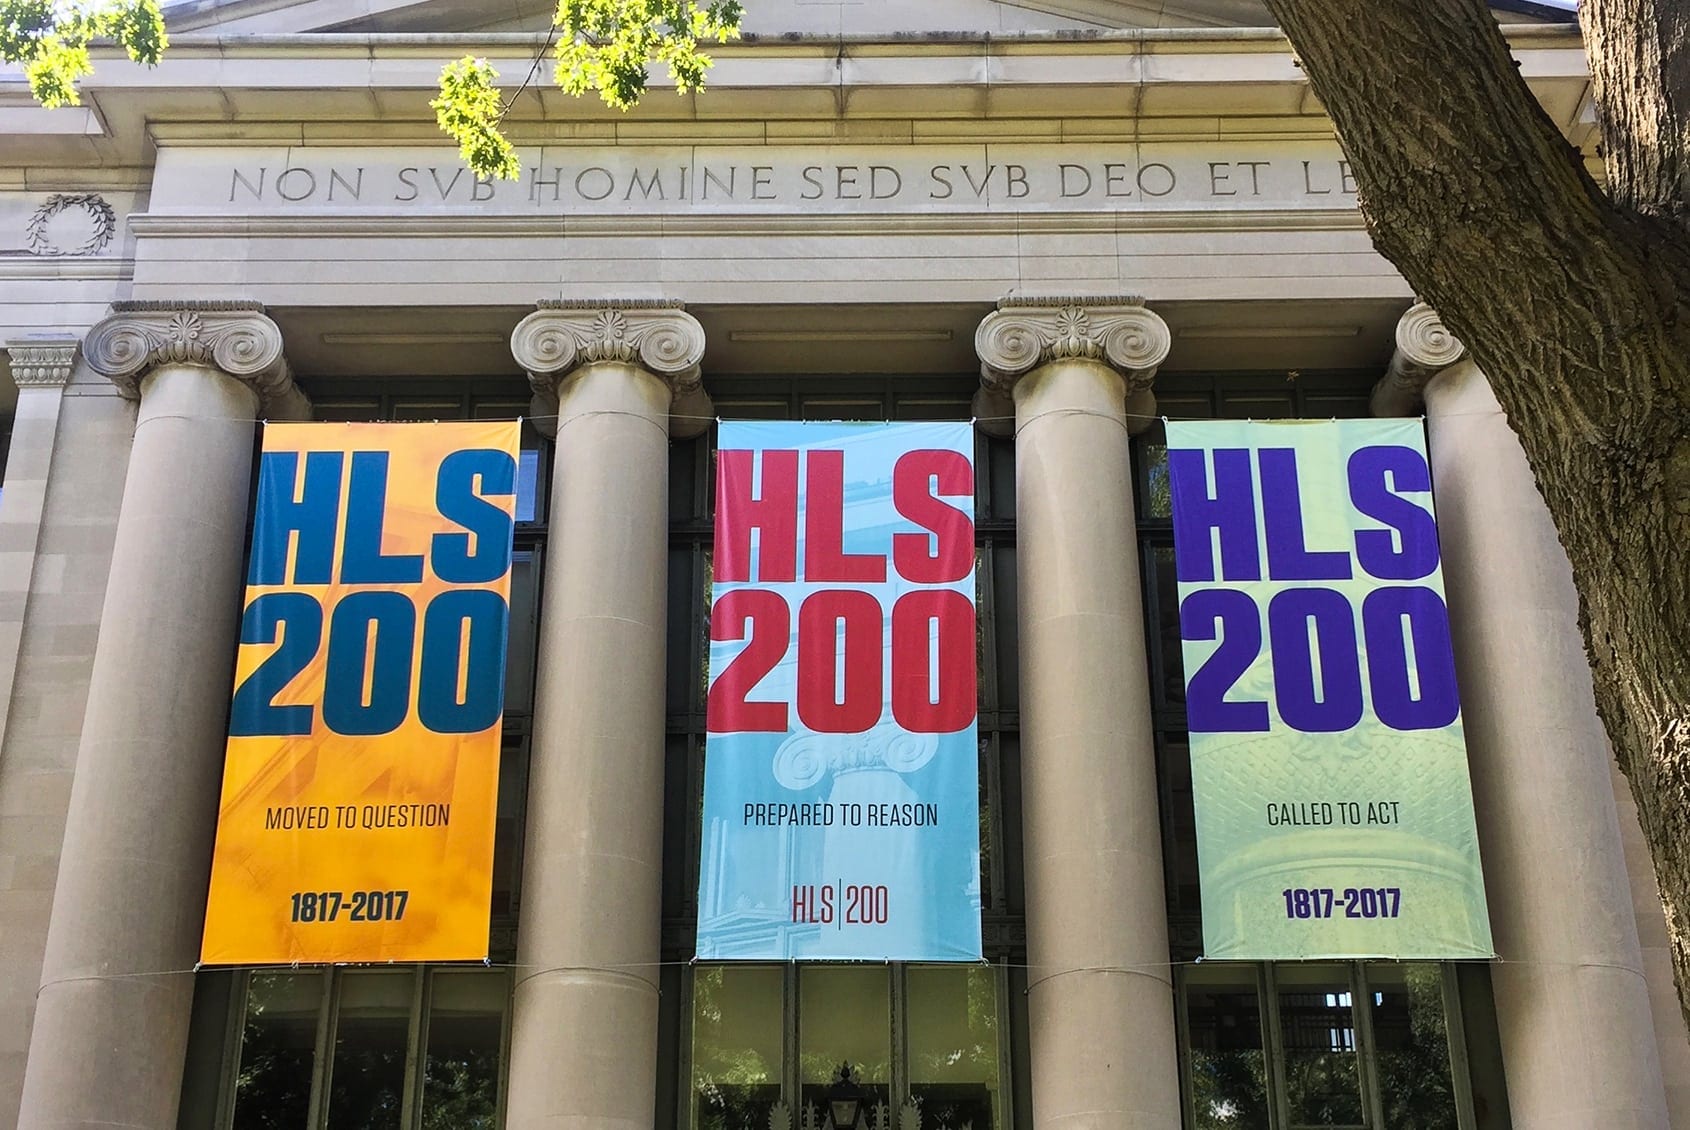 NON SVB HOMINE SED SVB DEO ET
HLS
200
MOVED TO QUESTION
1817-2017
HLS
200
PREPARED TO REASON
HLS|200
HLS
200
CALLED TO ACT
1817-2017